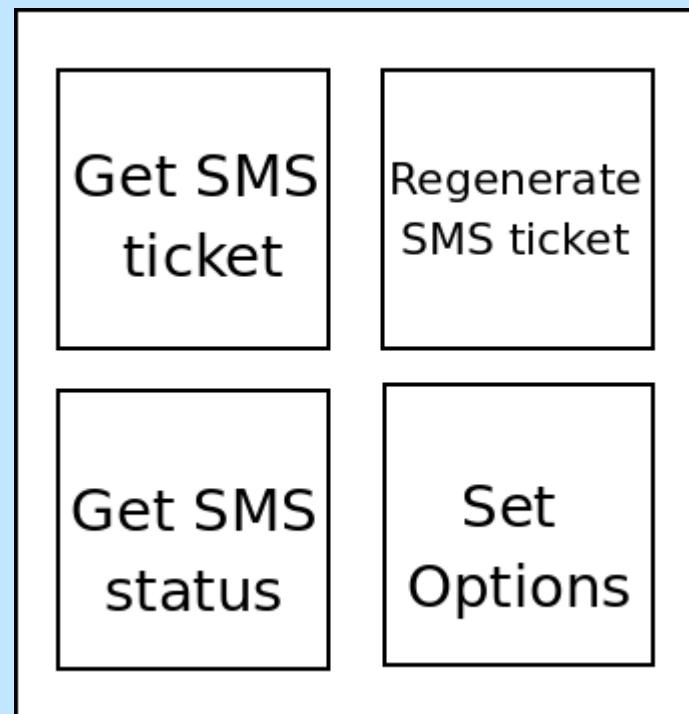 Get SMS
ticket
Regenerate
SMS ticket
Get SMS
status
Set
Options